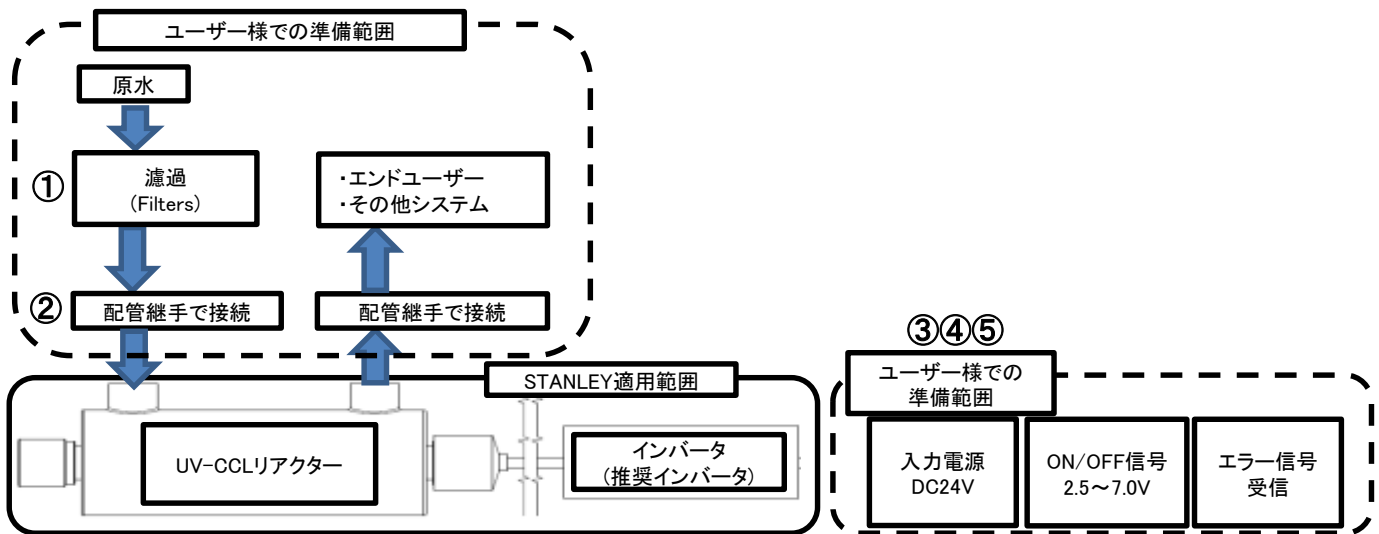 ユーザー様での準備範囲
原水
①
濾過
(Filters)
・エンドユーザー
・その他システム
②
配管継手で接続
配管継手で接続
③④⑤
STANLEY適用範囲
ユーザー様での
準備範囲
UV-CCLリアクター
インバータ
(推奨インバータ)
入力電源
DC24V
ON/OFF信号
2.5～7.0V
エラー信号
受信